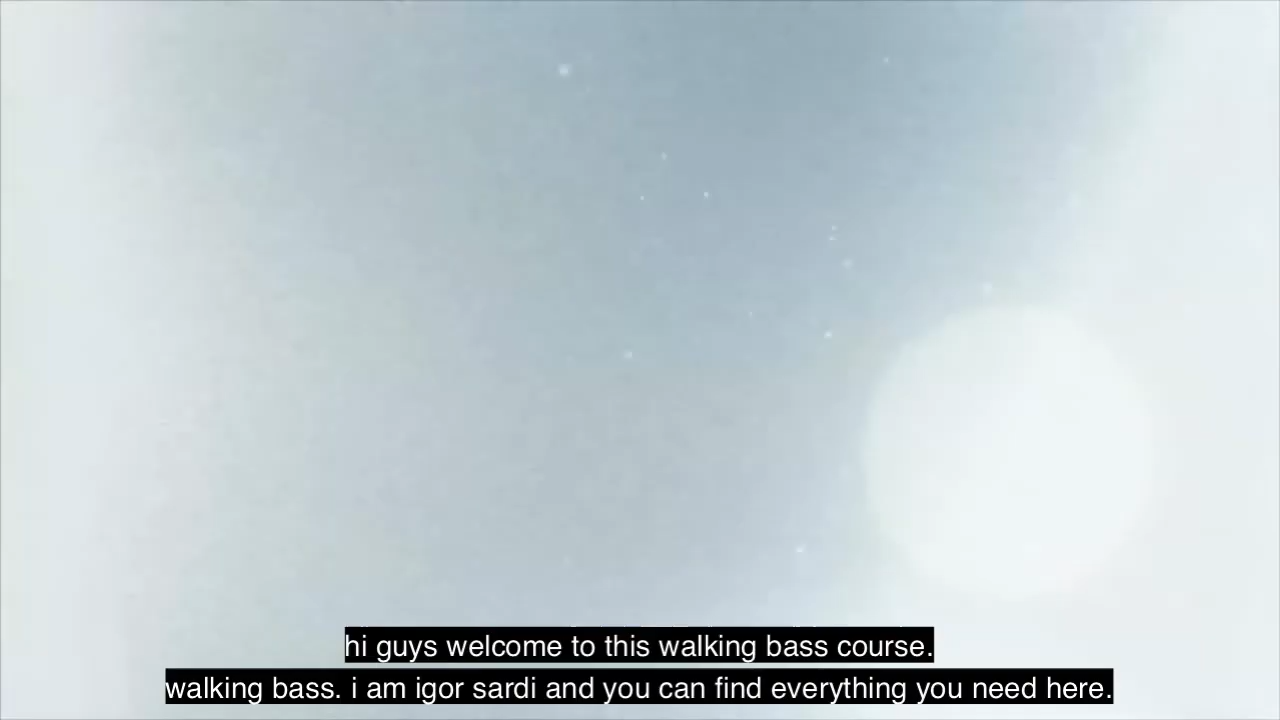 hi guys welcome to this walking bass course.
walking bass. i am igor sardi and you can find everything you need here.